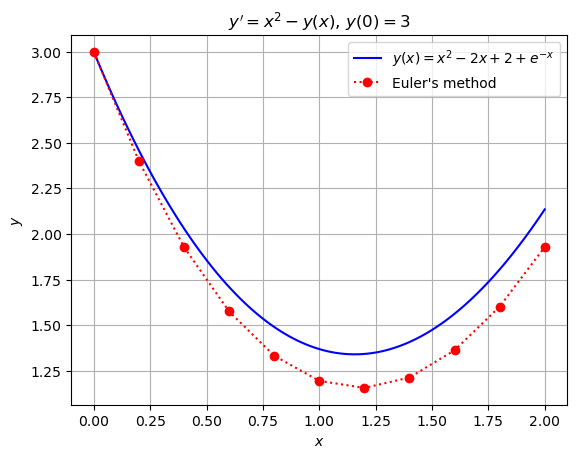 y′ = x² − y(x), y(0) = 3
y(x) = x² − 2x + 2 + e⁻ˣ
Euler's method
3.00
2.75
2.50
2.25
2.00
1.75
1.50
1.25
y
0.00 0.25 0.50 0.75 1.00 1.25 1.50 1.75 2.00
x